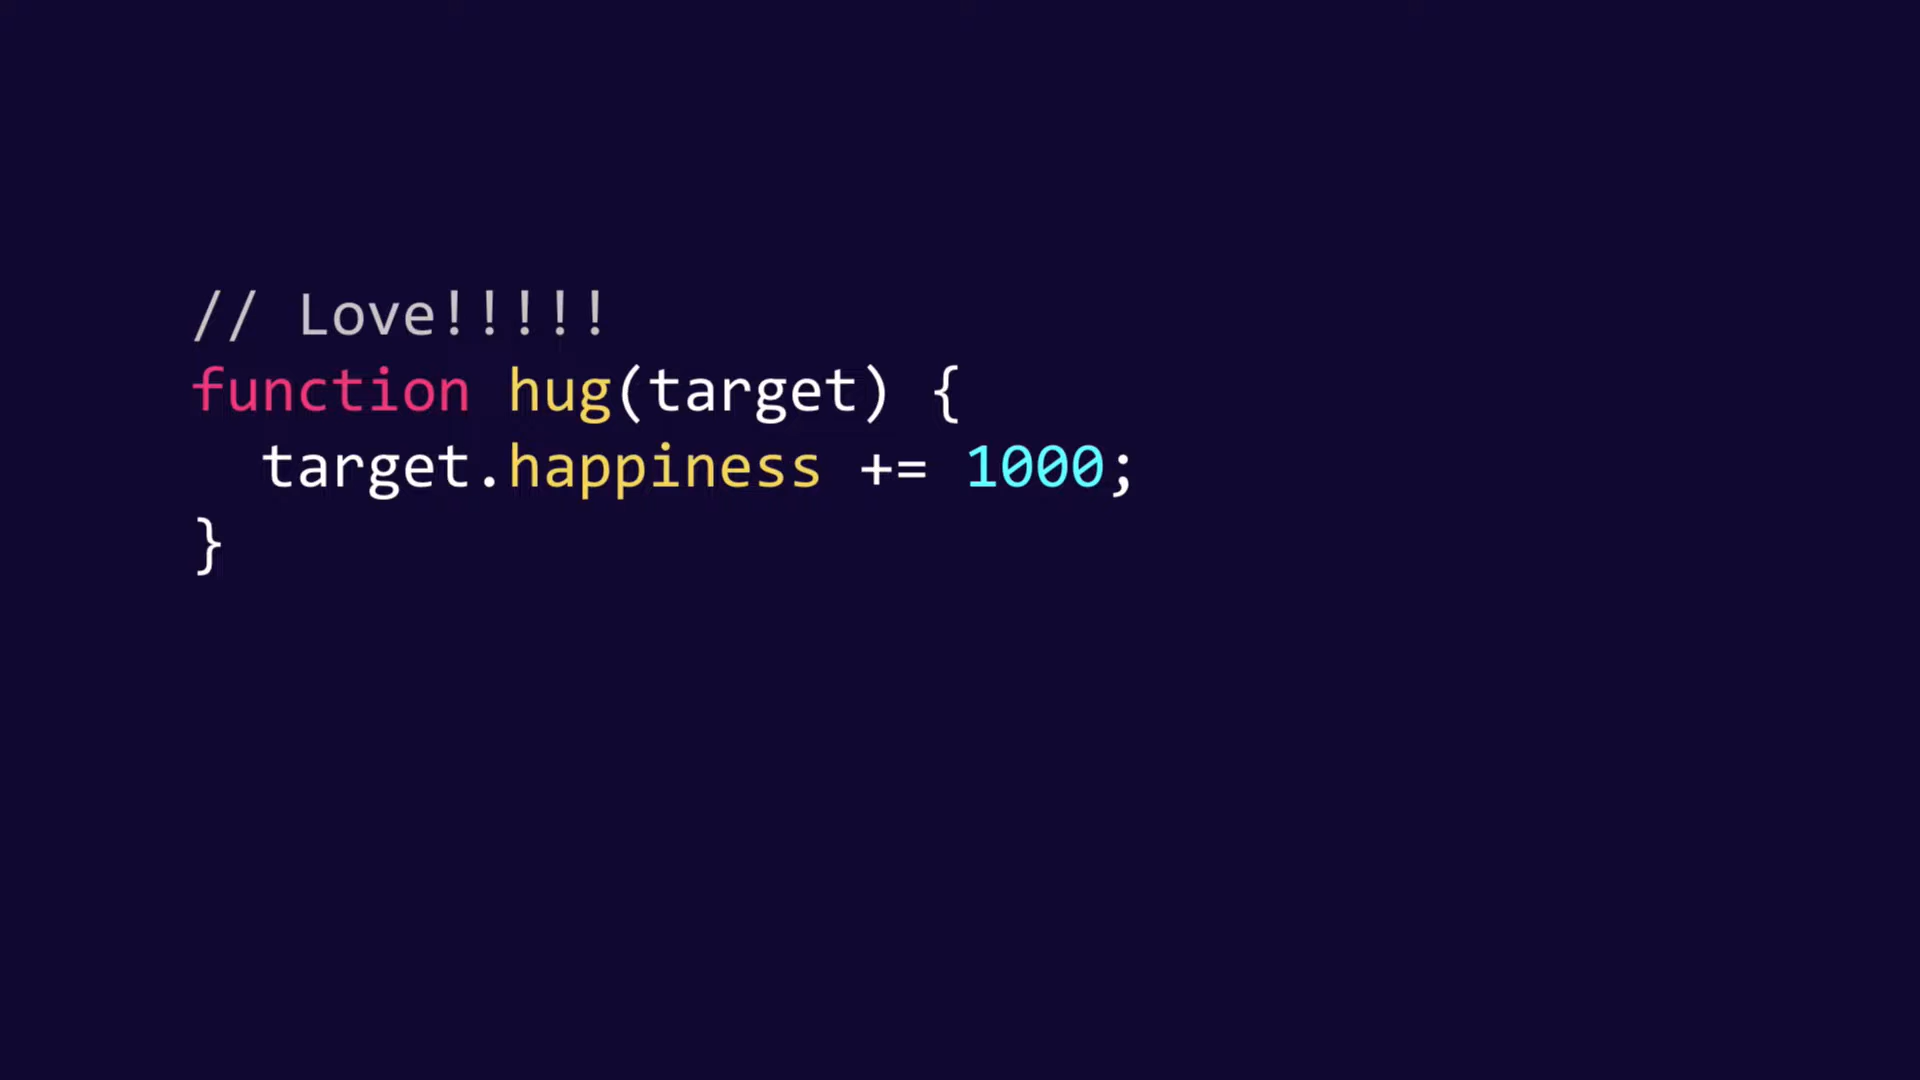 // Love!!!!!
function hug(target) {
  target.happiness += 1000;
}